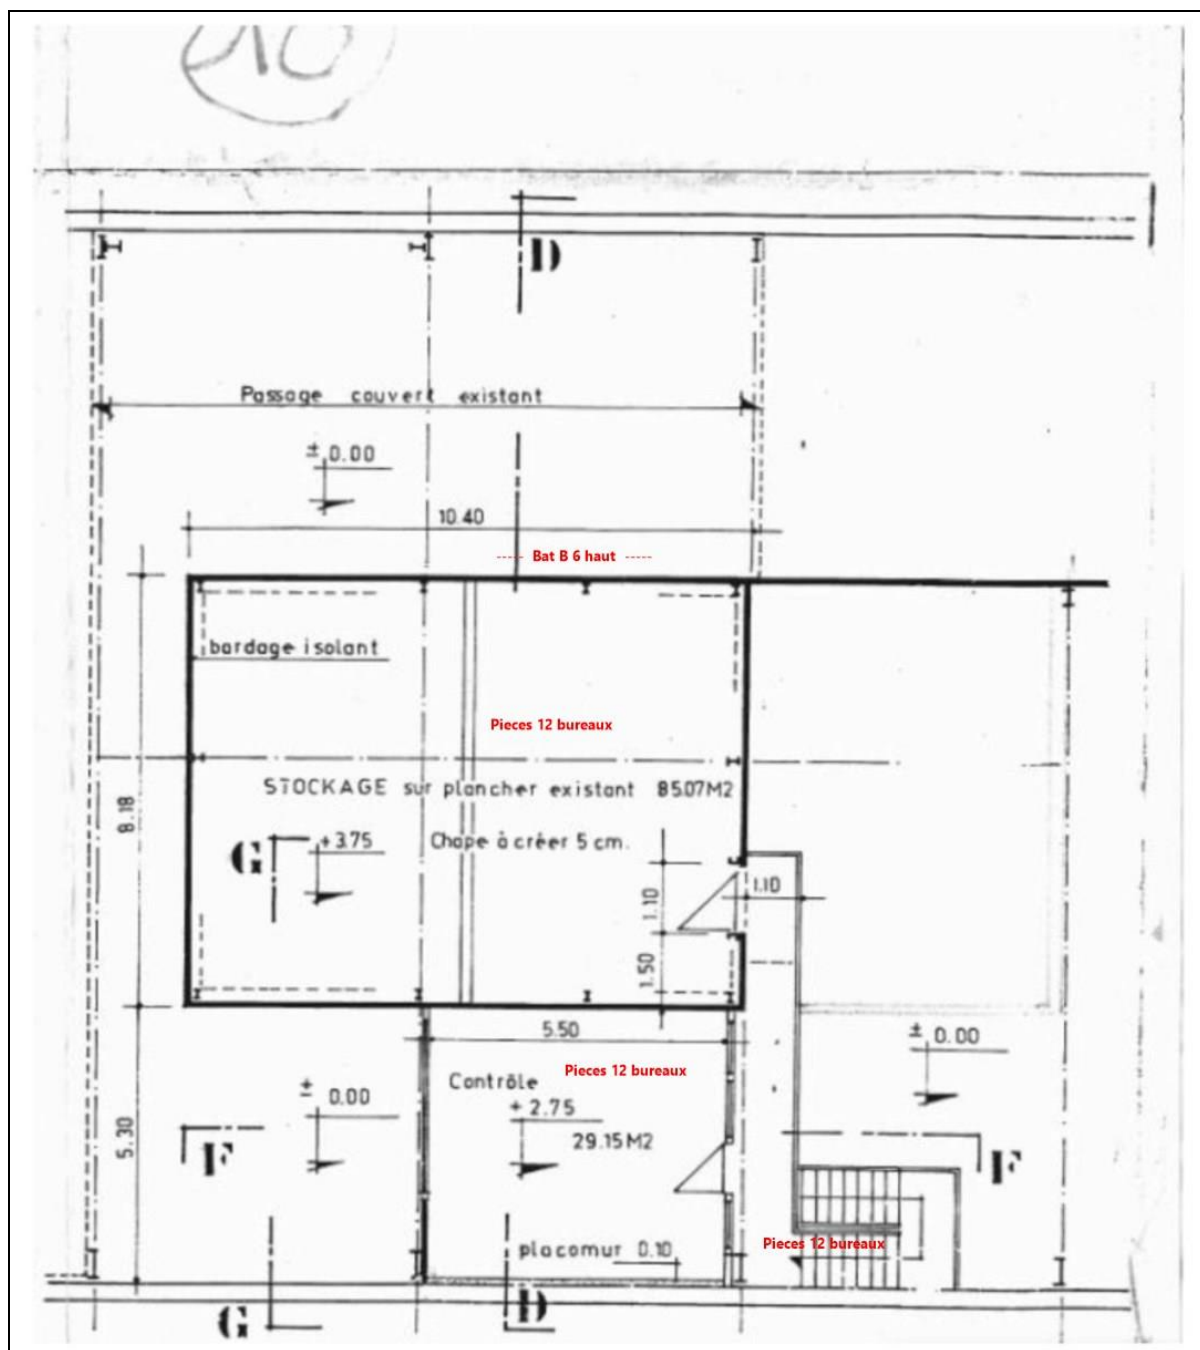 D
Passage couvert existant
± 0.00
10.40
----- Bat B 6 haut -----
bardage isolant
Pieces 12 bureaux
STOCKAGE sur plancher existant 85.07M2
8.18
G
+3.75
Chape à créer 5 cm.
1.10
1.10
1.50
5.50
± 0.00
Pieces 12 bureaux
Contrôle
± 0.00
+ 2.75
29.15 M2
5.30
F
F
Pieces 12 bureaux
placomur 0.10
G
D